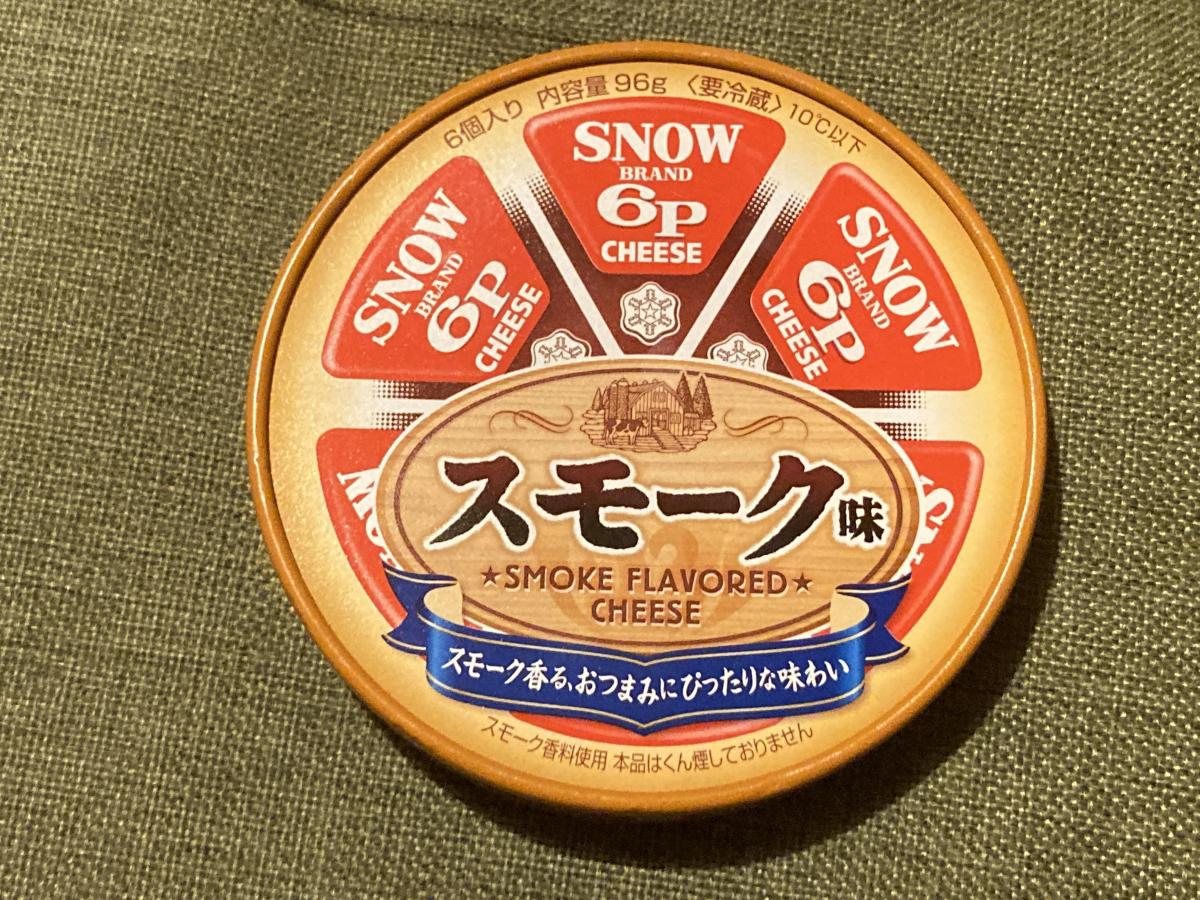 6個入り 内容量96g 〈要冷蔵〉10℃以下
SNOW
BRAND
6P
CHEESE
SNOW
BRAND
6P
CHEESE
SNOW
BRAND
6P
CHEESE
スモーク味
★SMOKE FLAVORED★
CHEESE
スモーク香る、おつまみにぴったりな味わい
スモーク香料使用 本品はくん煙しておりません